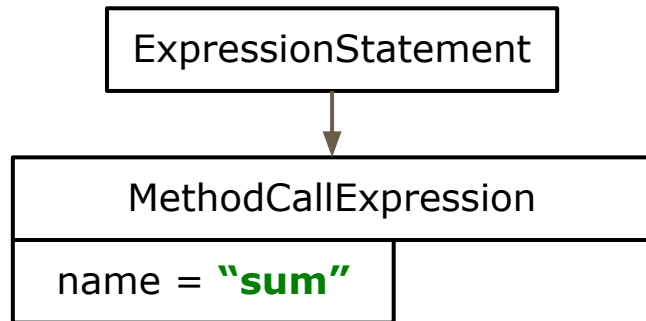 ExpressionStatement
MethodCallExpression
name = “sum”